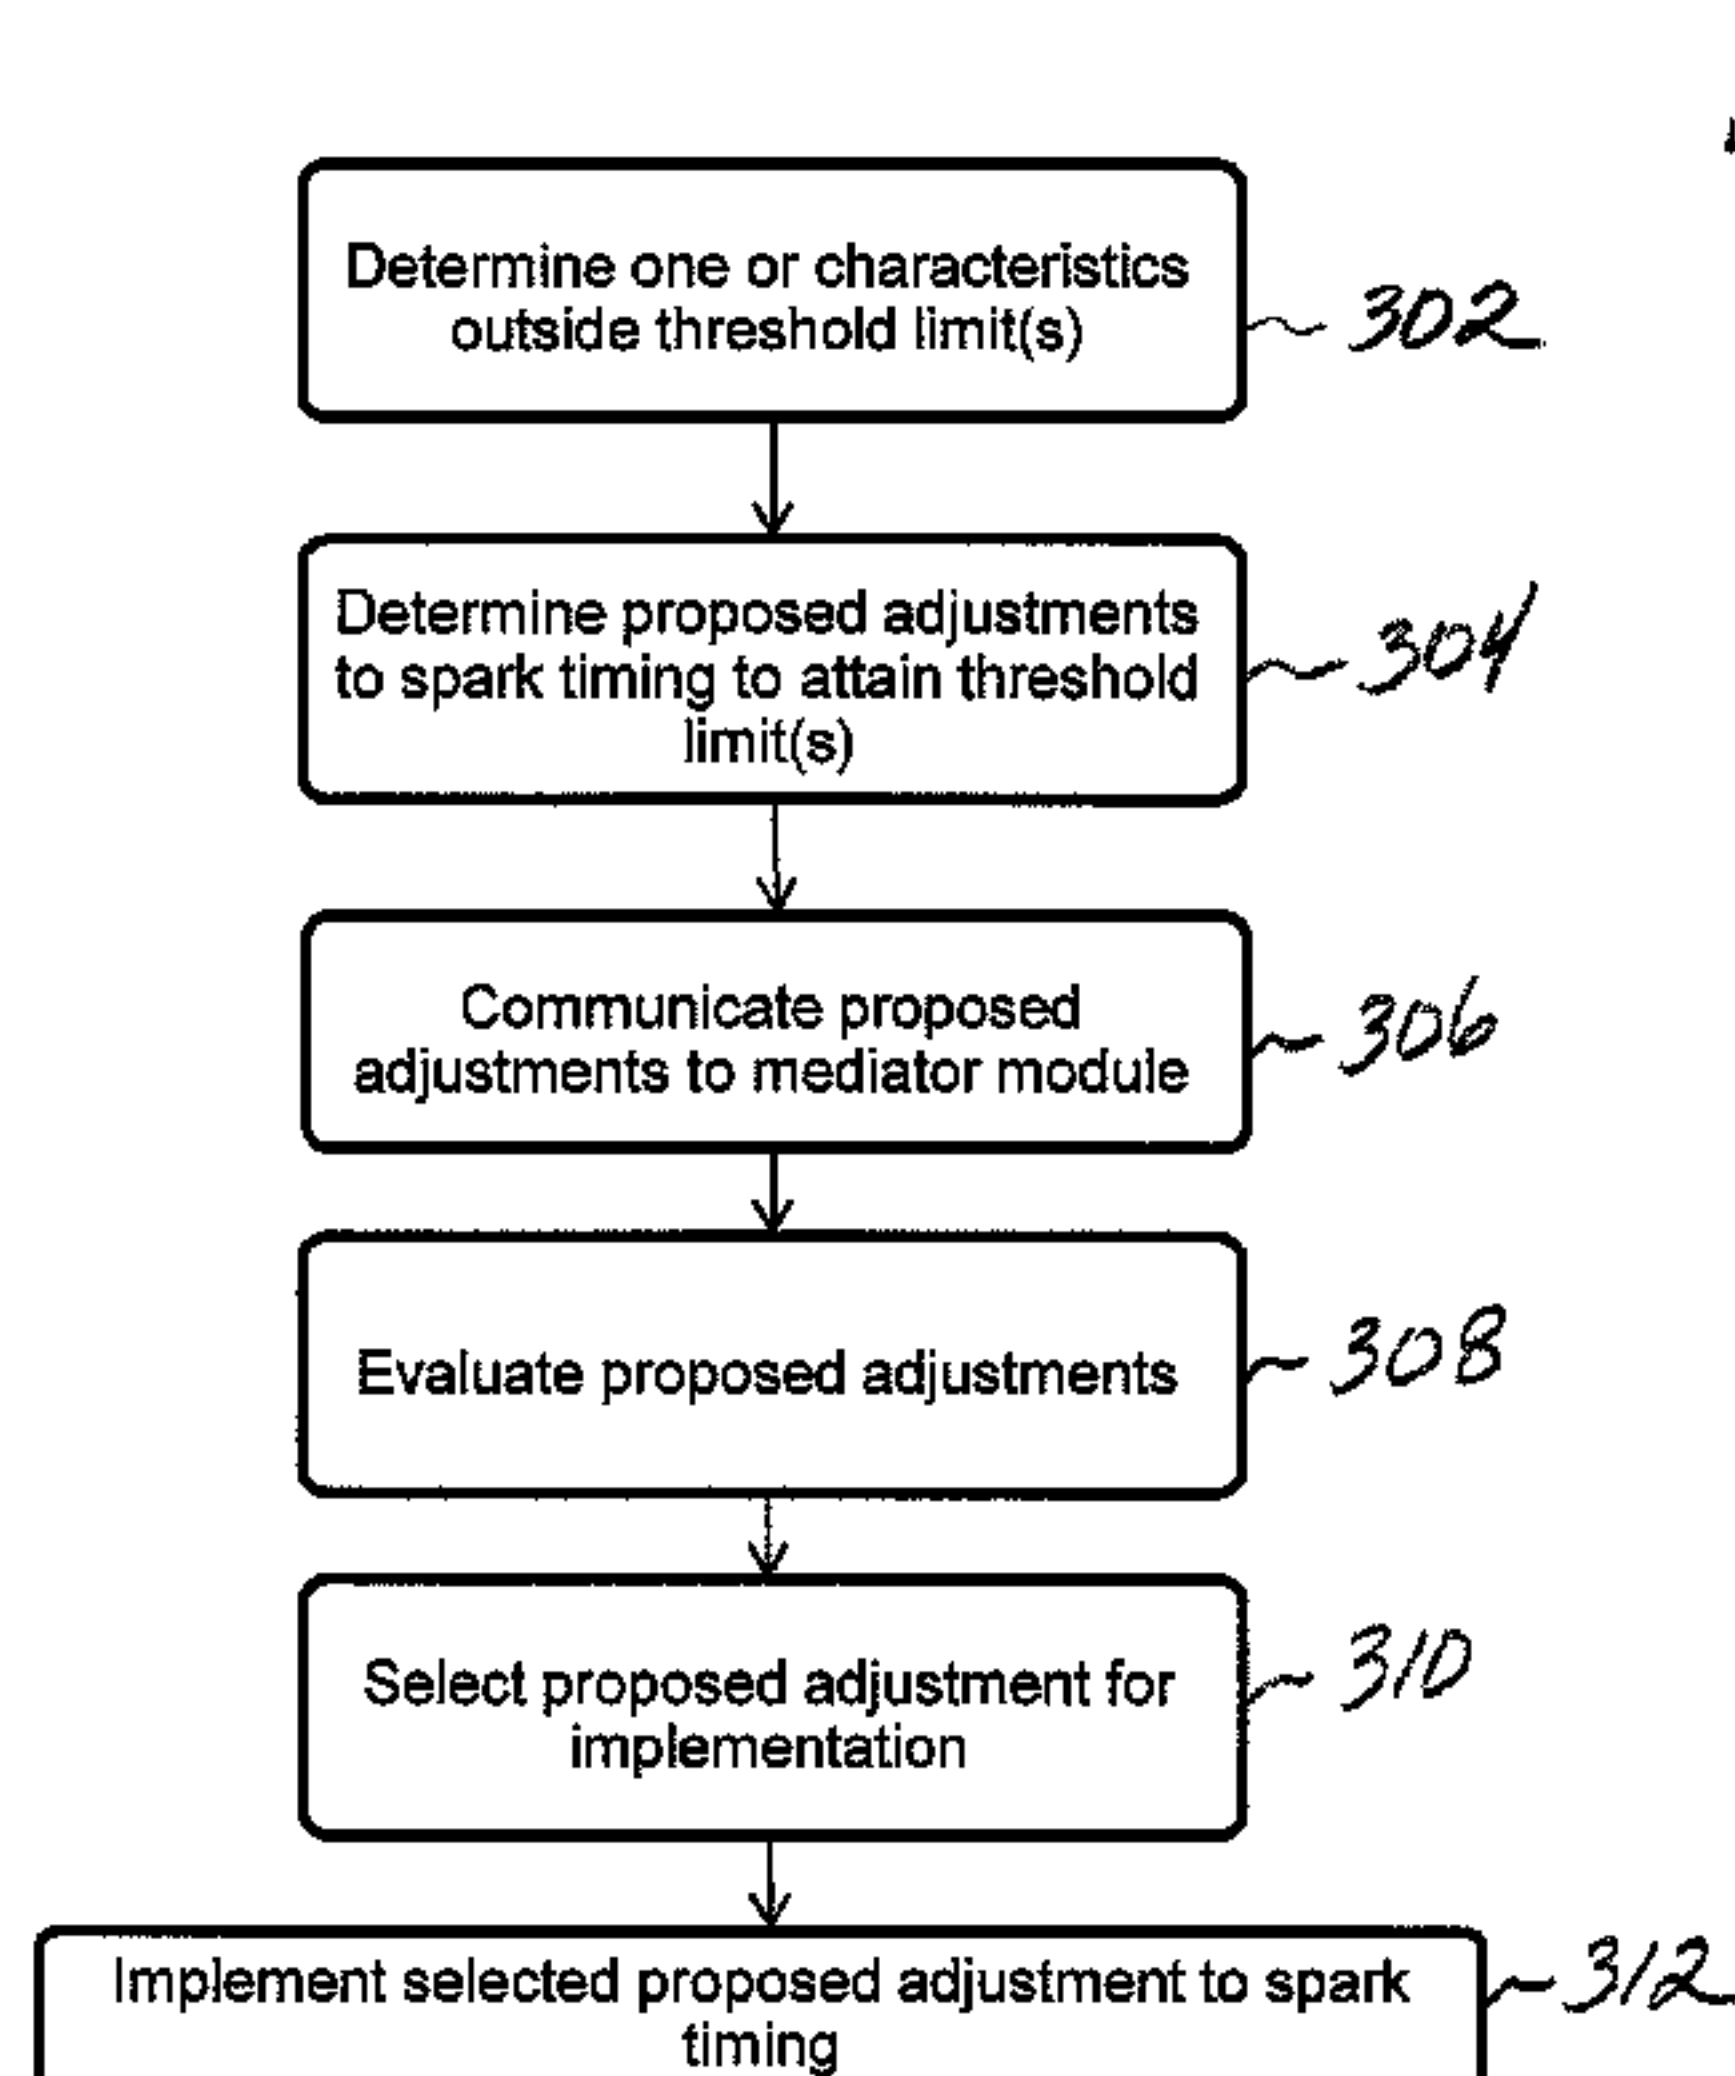 Determine one or characteristics
outside threshold limit(s)
302
Determine proposed adjustments
to spark timing to attain threshold
limit(s)
304
Communicate proposed
adjustments to mediator module
306
Evaluate proposed adjustments
308
Select proposed adjustment for
implementation
310
Implement selected proposed adjustment to spark
timing
312